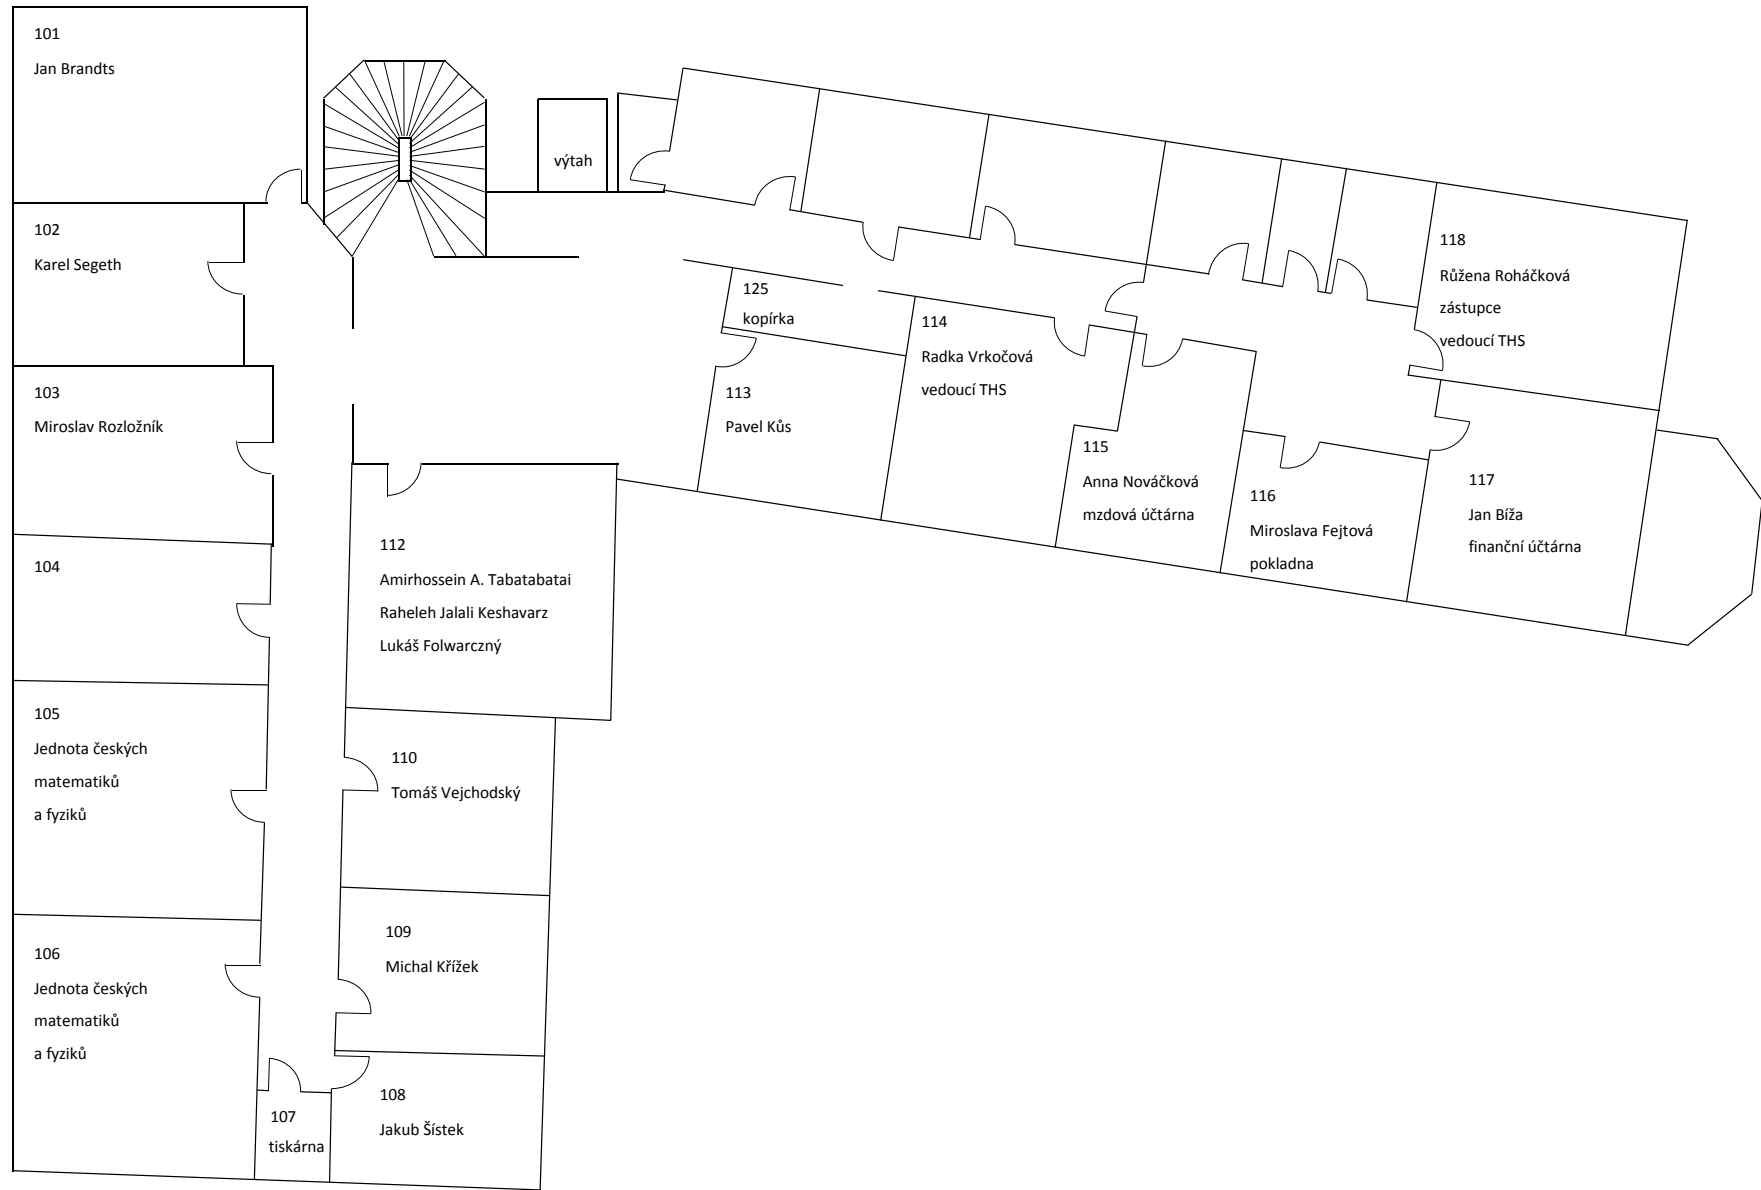 101
Jan Brandts
výtah
102
Karel Segeth
103
Miroslav Rozložník
104
105
Jednota českých
matematiků
a fyziků
106
Jednota českých
matematiků
a fyziků
107
tiskárna
108
Jakub Šístek
109
Michal Křížek
110
Tomáš Vejchodský
112
Amirhossein A. Tabatabatai
Raheleh Jalali Keshavarz
Lukáš Folwarczný
125
kopírka
113
Pavel Kůs
114
Radka Vrkočová
vedoucí THS
115
Anna Nováčková
mzdová účtárna
116
Miroslava Fejtová
pokladna
117
Jan Bíža
finanční účtárna
118
Růžena Roháčková
zástupce
vedoucí THS